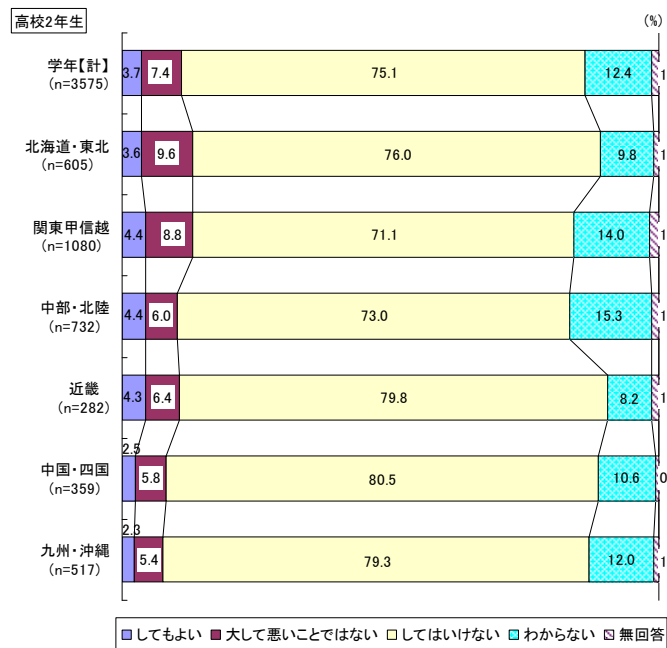 高校2年生
(%)
学年【計】
(n=3575)
3.7 7.4 75.1 12.4 1
北海道・東北
(n=605)
3.6 9.6 76.0 9.8 1
関東甲信越
(n=1080)
4.4 8.8 71.1 14.0 1
中部・北陸
(n=732)
4.4 6.0 73.0 15.3 1
近畿
(n=282)
4.3 6.4 79.8 8.2 1
中国・四国
(n=359)
2.5 5.8 80.5 10.6 0
九州・沖縄
(n=517)
2.3 5.4 79.3 12.0 1
してもよい 大して悪いことではない してはいけない わからない 無回答